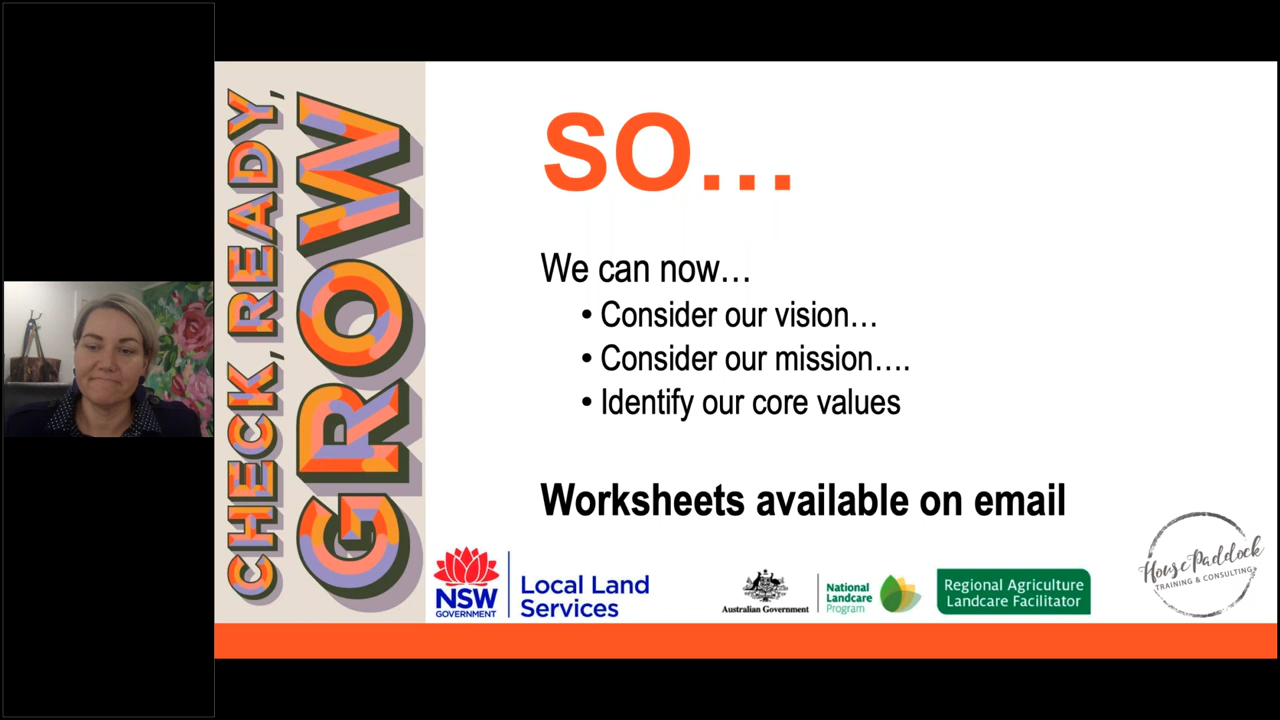 CHECK, READY,
GROW
SO…
We can now…
• Consider our vision…
• Consider our mission….
• Identify our core values
Worksheets available on email
NSW
GOVERNMENT
Local Land
Services
Australian Government
National
Landcare
Program
Regional Agriculture
Landcare Facilitator
House Paddock
TRAINING & CONSULTING